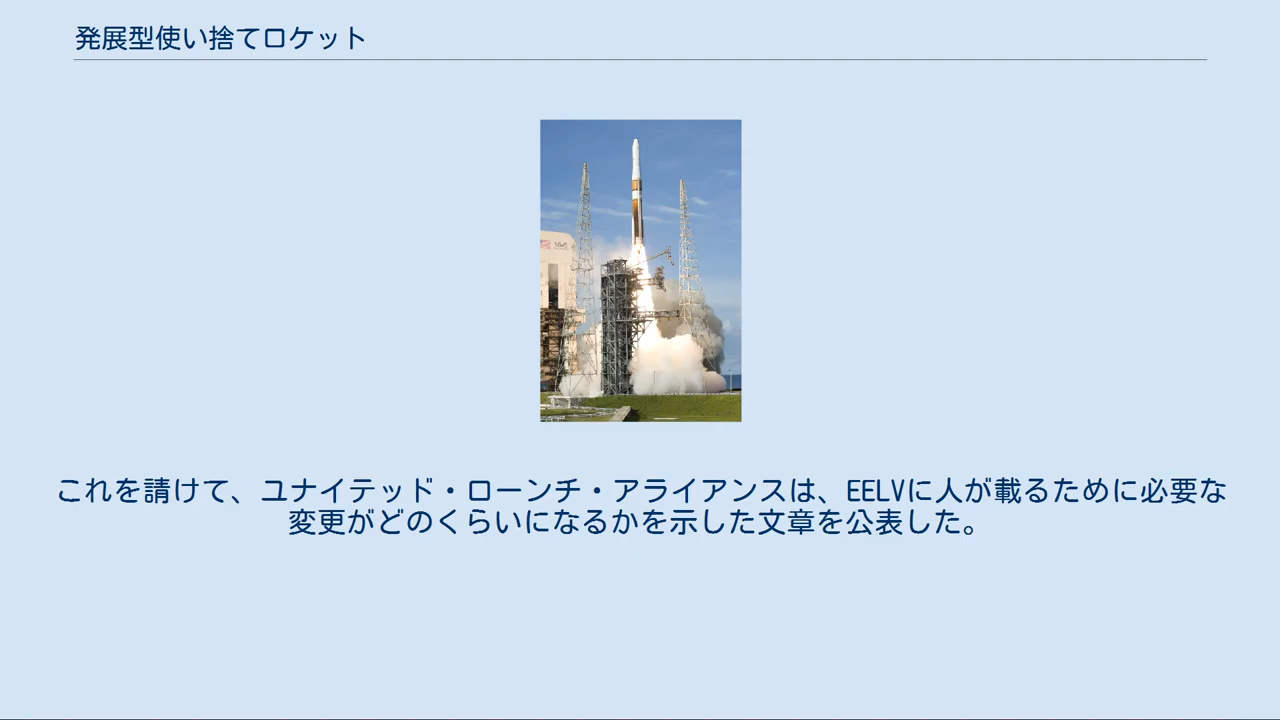 発展型使い捨てロケット
これを請けて、ユナイテッド・ローンチ・アライアンスは、EELVに人が載るために必要な
変更がどのくらいになるかを示した文章を公表した。